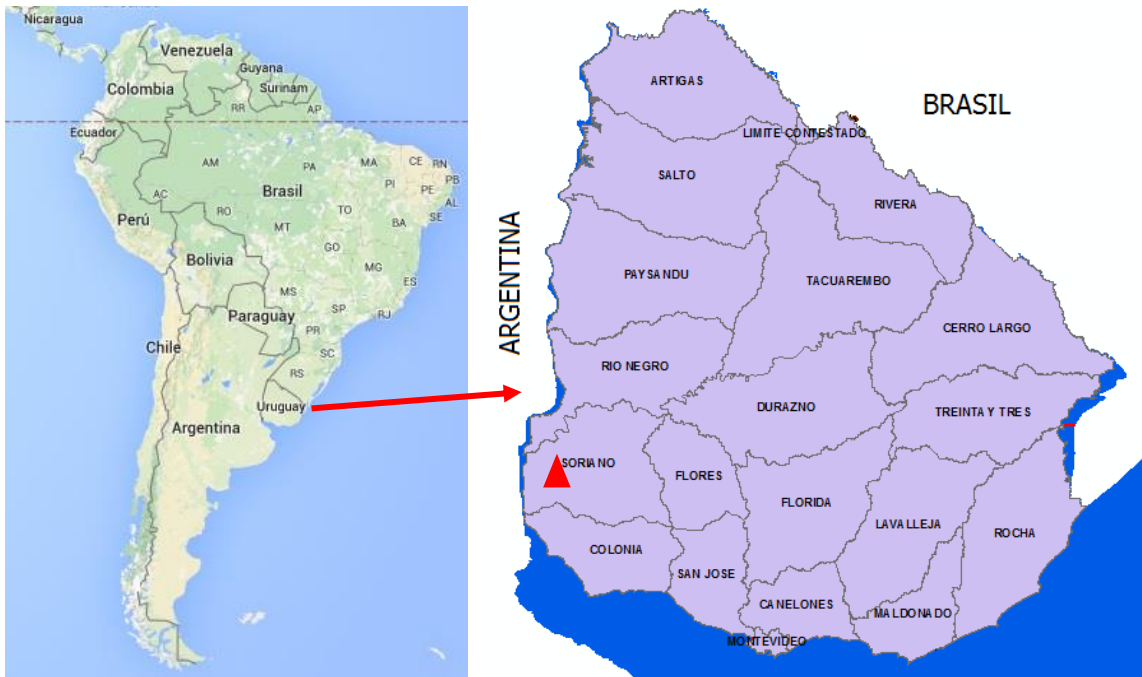 Nicaragua
Venezuela
Guyana
Surinam
Colombia
RR
AP
Ecuador
AM
PA
MA
CE
RN
PB
PI
PE
AL
AC
Brasil
TO
SE
RO
BA
Perú
MT
GO
Bolivia
MG
ES
MS
SP
RJ
Paraguay
PR
SC
Chile
RS
Uruguay
Argentina
ARGENTINA
BRASIL
ARTIGAS
LIMITE CONTESTADO
SALTO
RIVERA
PAYSANDU
TACUAREMBO
CERRO LARGO
RIO NEGRO
DURAZNO
TREINTA Y TRES
SORIANO
FLORES
FLORIDA
LAVALLEJA
ROCHA
COLONIA
SAN JOSE
CANELONES
MALDONADO
MONTEVIDEO